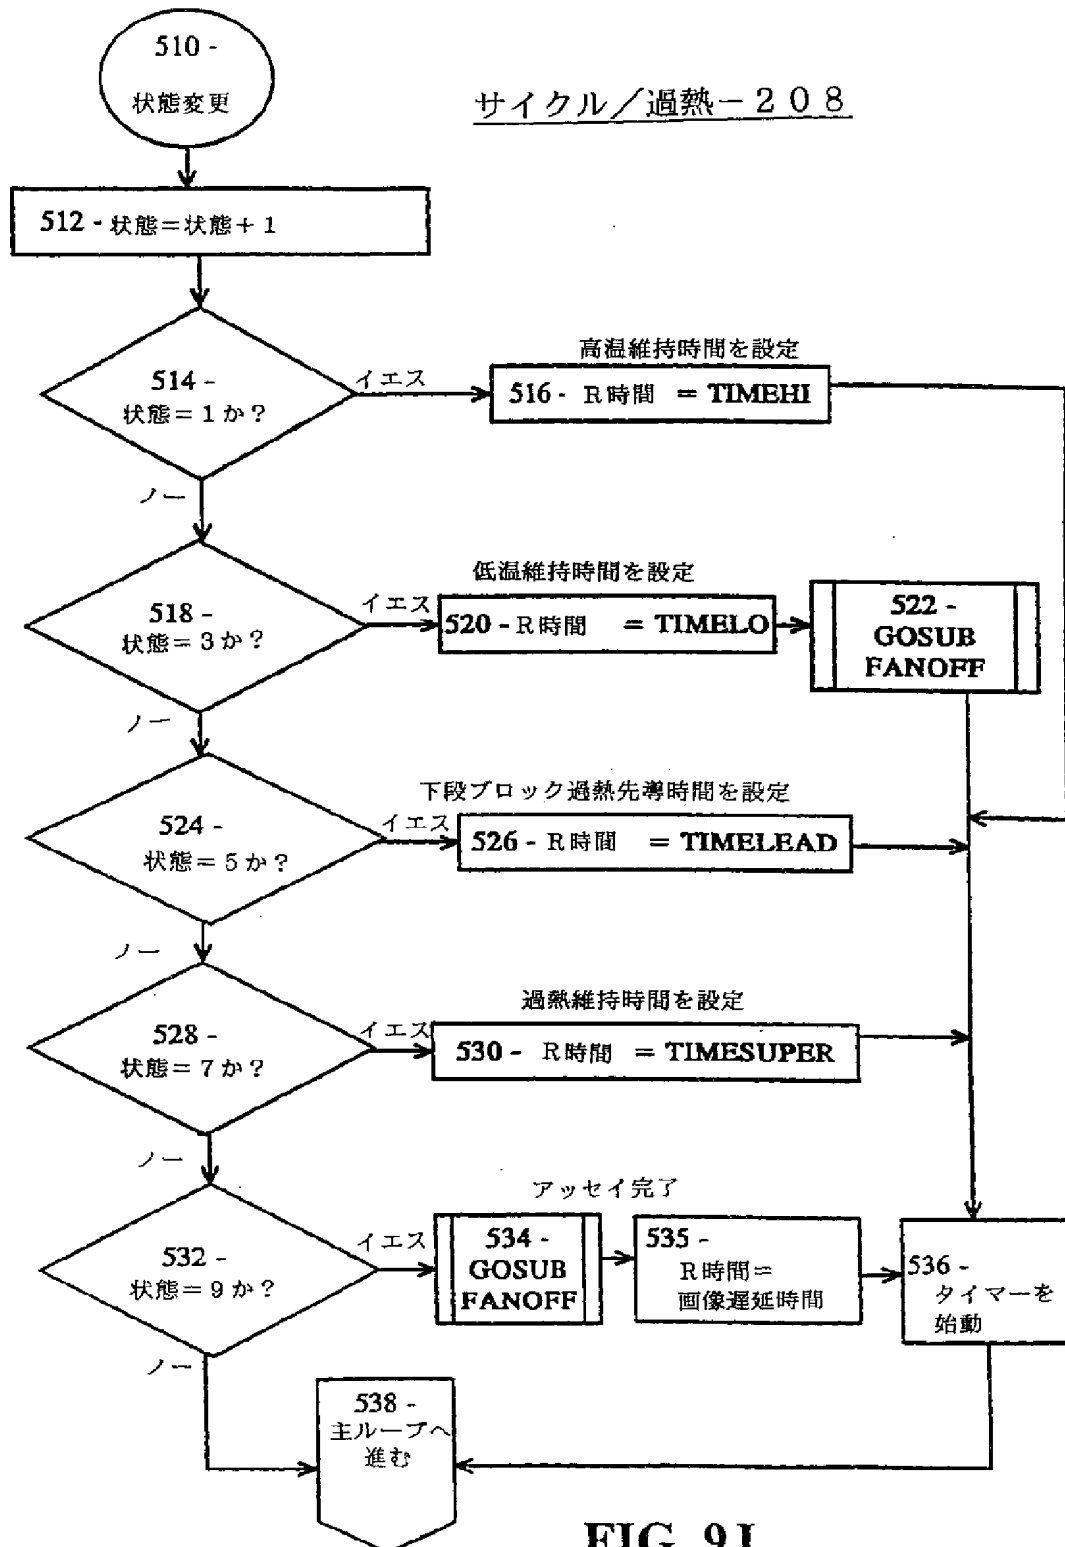 510 -
状態変更
サイクル／過熱－208
512 - 状態＝状態＋1
514 -
状態＝1か？
イエス
高温維持時間を設定
516 - R時間 = TIMEHI
ノー
518 -
状態＝3か？
イエス
低温維持時間を設定
520 - R時間 = TIMELO
522 -
GOSUB
FANOFF
ノー
524 -
状態＝5か？
イエス
下段ブロック過熱先導時間を設定
526 - R時間 = TIMELEAD
ノー
528 -
状態＝7か？
イエス
過熱維持時間を設定
530 - R時間 = TIMESUPER
ノー
532 -
状態＝9か？
イエス
アッセイ完了
534 -
GOSUB
FANOFF
535 -
R時間＝
画像遅延時間
536 -
タイマーを
始動
ノー
538 -
主ループへ
進む